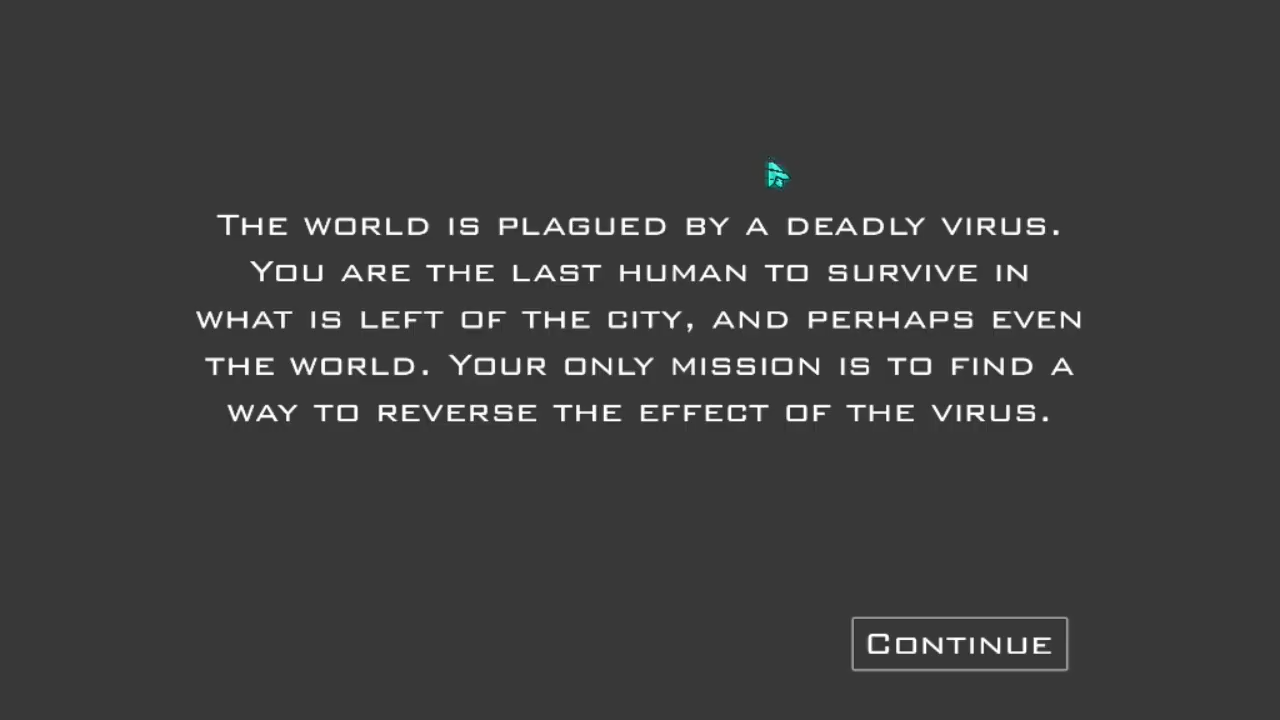 The world is plagued by a deadly virus.
You are the last human to survive in
what is left of the city, and perhaps even
the world. Your only mission is to find a
way to reverse the effect of the virus.
Continue